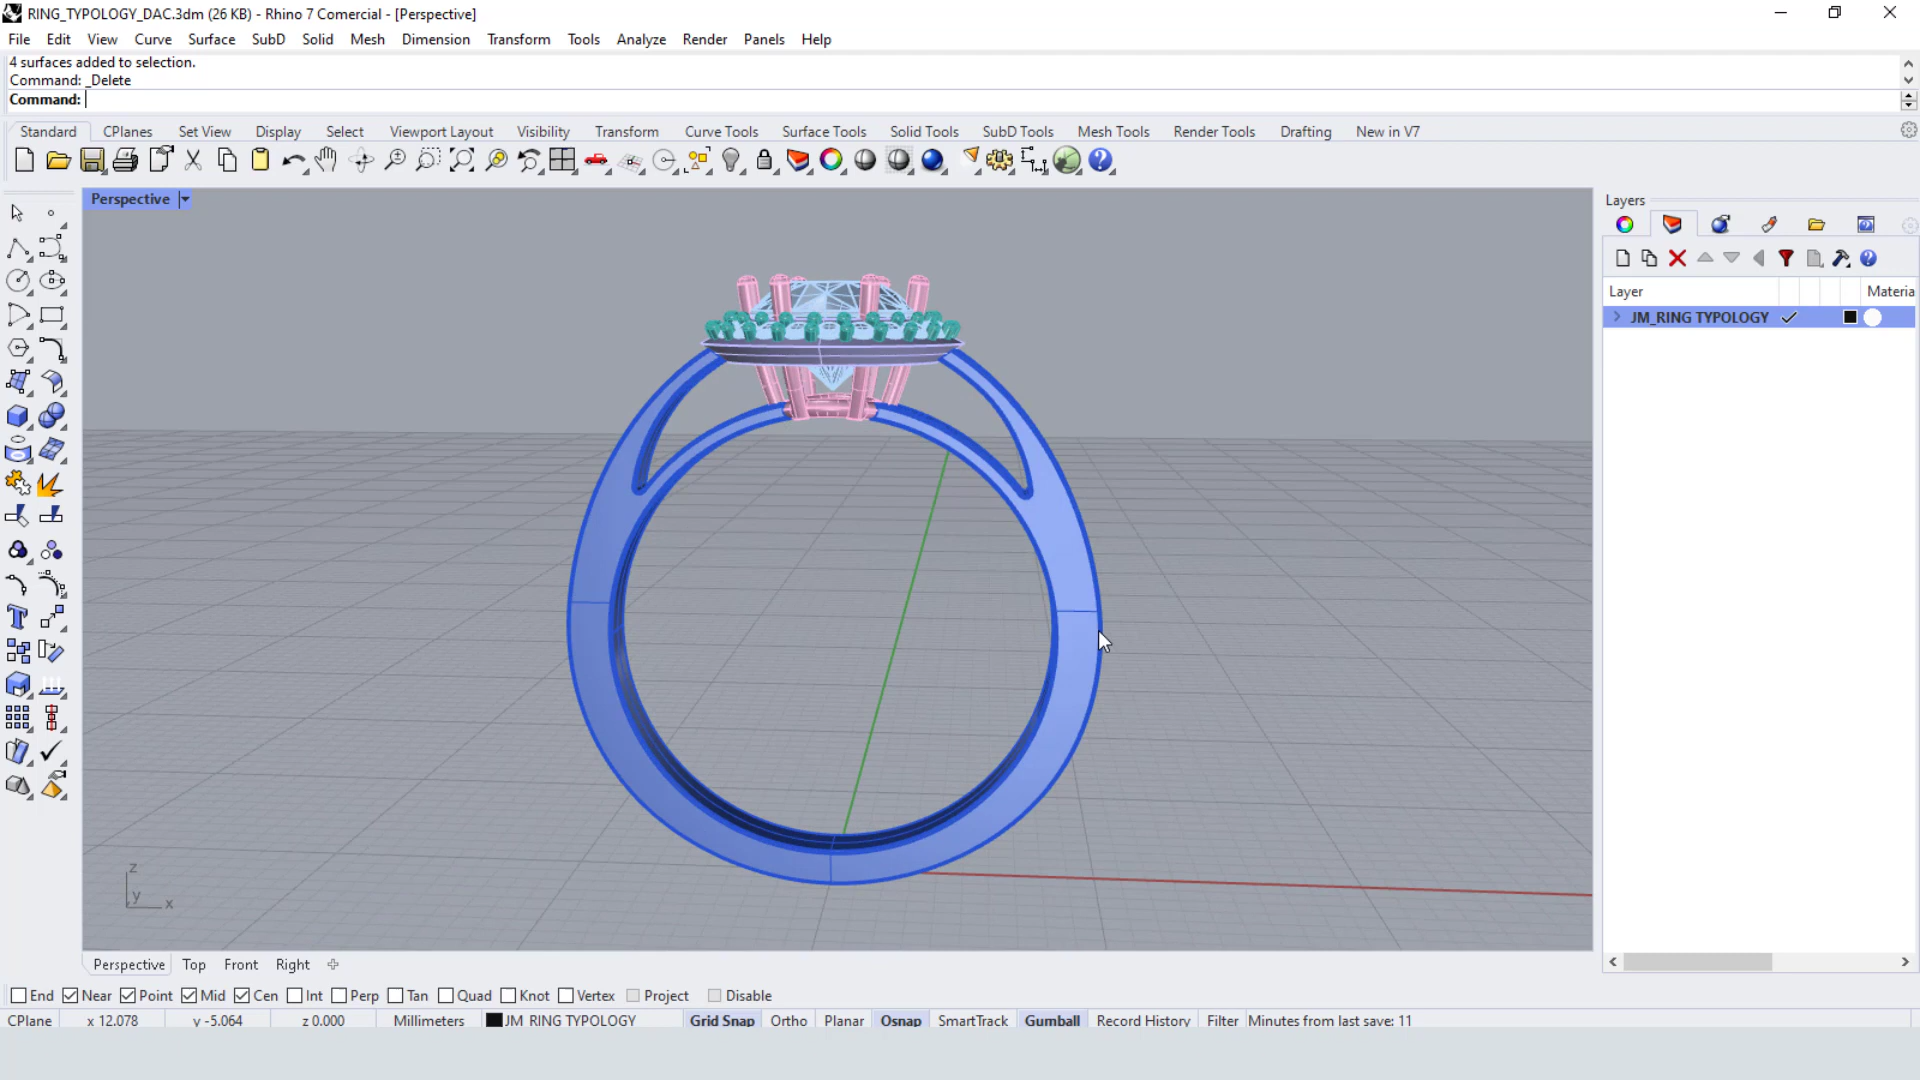 RING_TYPOLOGY_DAC.3dm (26 KB) - Rhino 7 Comercial - [Perspective]
File Edit View Curve Surface SubD Solid Mesh Dimension Transform Tools Analyze Render Panels Help
4 surfaces added to selection.
Command: _Delete
Command:
Standard CPlanes Set View Display Select Viewport Layout Visibility Transform Curve Tools Surface Tools Solid Tools SubD Tools Mesh Tools Render Tools Drafting New in V7
Perspective
Layers
Layer Materia
JM_RING TYPOLOGY
z
y x
Perspective Top Front Right
End Near Point Mid Cen Int Perp Tan Quad Knot Vertex Project Disable
CPlane x 12.078 y -5.064 z 0.000 Millimeters JM_RING TYPOLOGY Grid Snap Ortho Planar Osnap SmartTrack Gumball Record History Filter Minutes from last save: 11